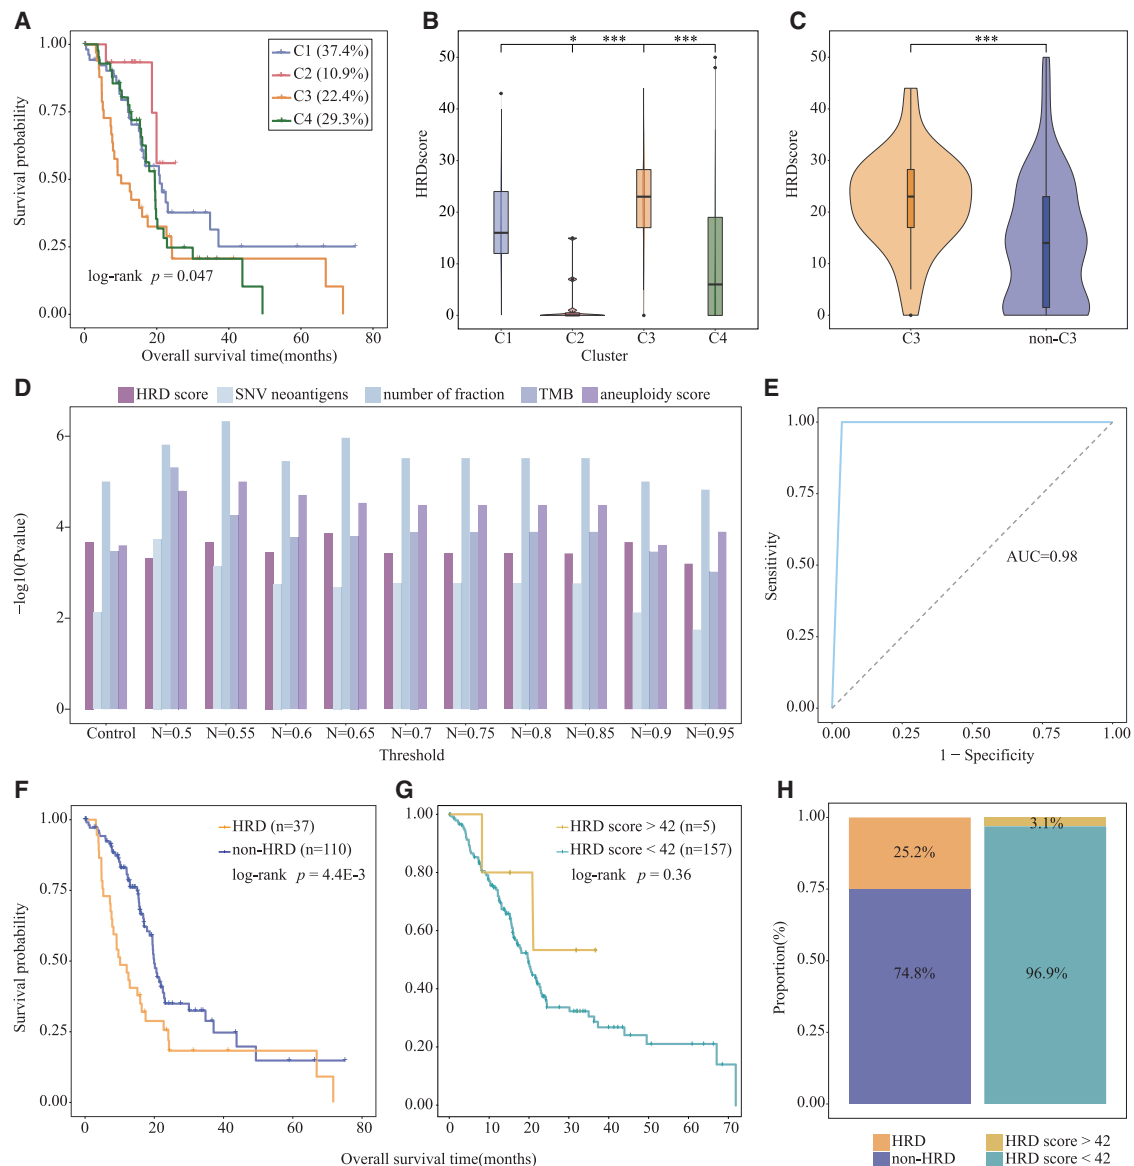 A
1.00
0.75
0.50
0.25
0.00
Survival probability
C1 (37.4%)
C2 (10.9%)
C3 (22.4%)
C4 (29.3%)
log-rank p = 0.047
0 20 40 60 80
Overall survival time(months)
B
* *** ***
50
40
30
20
10
0
HRDscore
C1 C2 C3 C4
Cluster
C
***
50
40
30
20
10
0
HRDscore
C3 non-C3
D
HRD score SNV neoantigens number of fraction TMB aneuploidy score
6
4
2
0
−log10(Pvalue)
Control N=0.5 N=0.55 N=0.6 N=0.65 N=0.7 N=0.75 N=0.8 N=0.85 N=0.9 N=0.95
Threshold
E
1.00
0.75
0.50
0.25
0.00
Sensitivity
AUC=0.98
0.00 0.25 0.50 0.75 1.00
1 − Specificity
F
1.00
0.75
0.50
0.25
0.00
Survival probability
HRD (n=37)
non-HRD (n=110)
log-rank p = 4.4E-3
0 20 40 60 80
G
1.00
0.80
0.60
0.40
0.20
0.00
HRD score > 42 (n=5)
HRD score < 42 (n=157)
log-rank p = 0.36
0 10 20 30 40 50 60 70
Overall survival time(months)
H
1.00
0.75
0.50
0.25
0.00
Proportion(%)
25.2%
74.8%
3.1%
96.9%
HRD
non-HRD
HRD score > 42
HRD score < 42